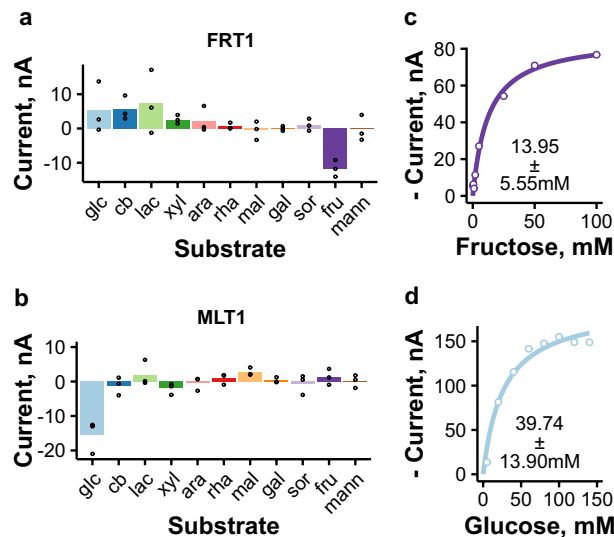 a
FRT1
Current, nA
10
0
-10
glc cb lac xyl ara rha mal gal sor fru mann
Substrate
b
MLT1
Current, nA
10
0
-10
-20
glc cb lac xyl ara rha mal gal sor fru mann
Substrate
c
- Current, nA
80
60
40
20
0
13.95
±
5.55mM
0 50 100
Fructose, mM
d
- Current, nA
150
100
50
0
39.74
±
13.90mM
0 50 100 150
Glucose, mM